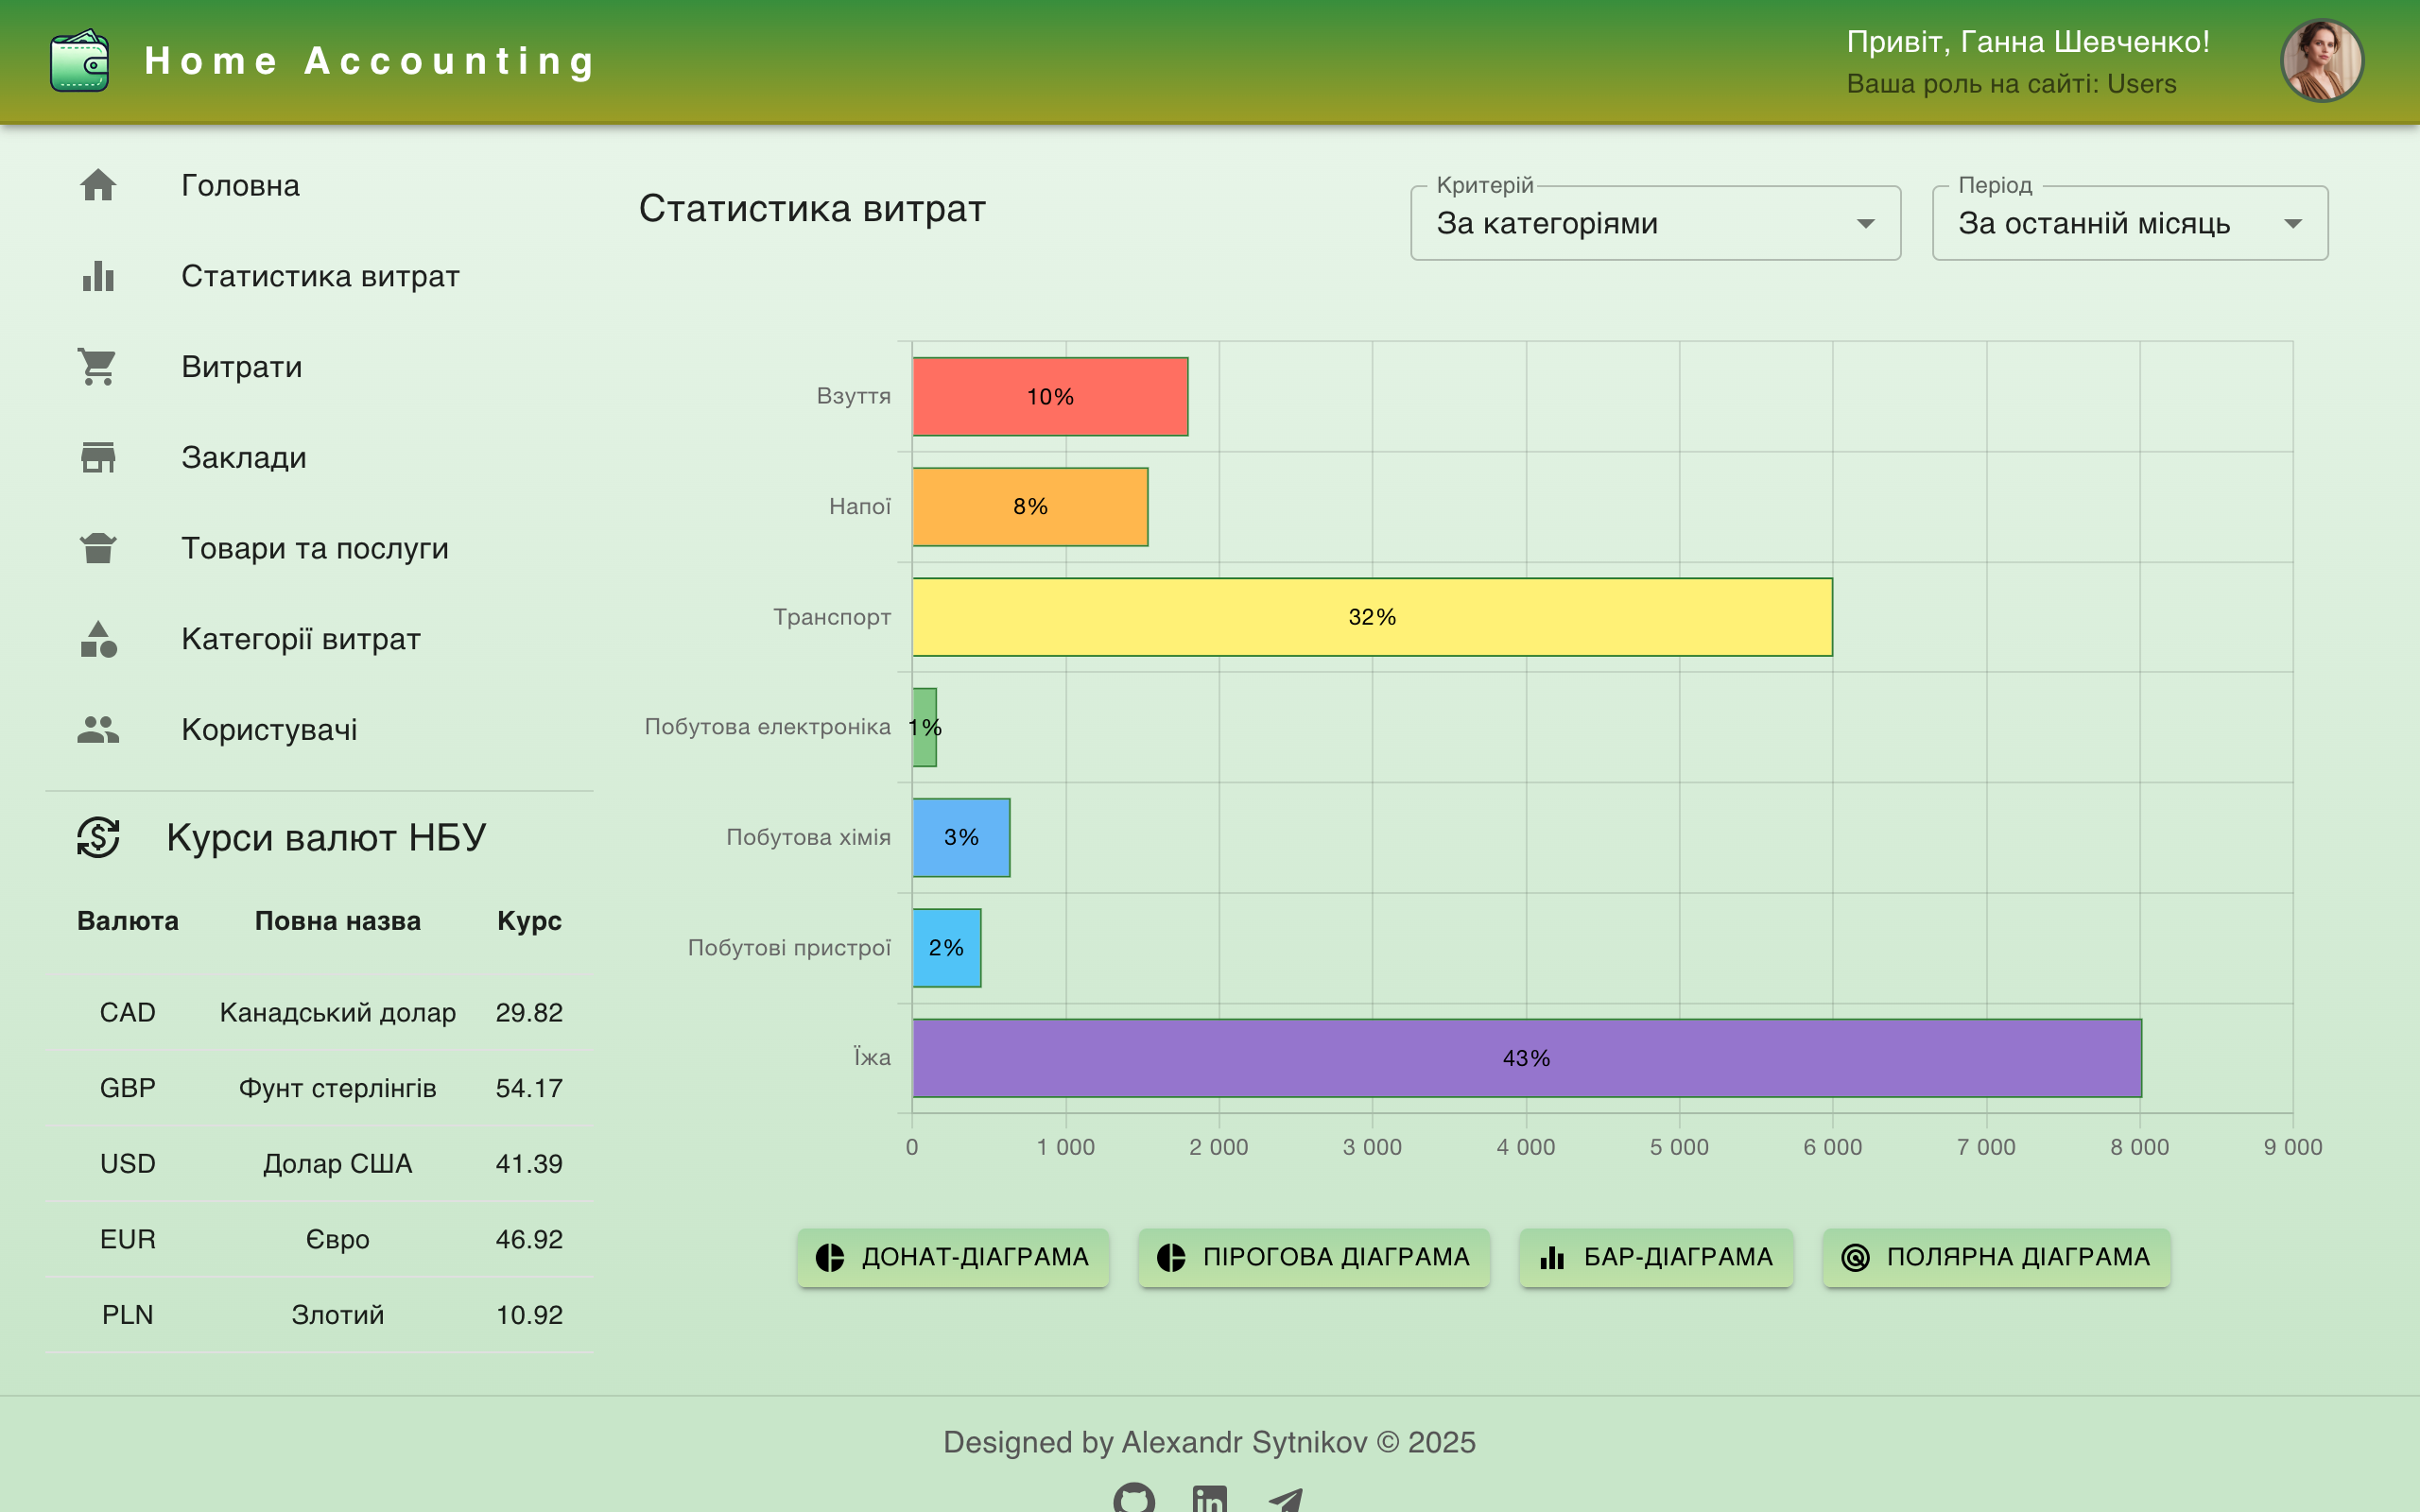 Home Accounting
Привіт, Ганна Шевченко!
Ваша роль на сайті: Users
Головна
Статистика витрат
Витрати
Заклади
Товари та послуги
Категорії витрат
Користувачі
Курси валют НБУ
Валюта Повна назва Курс
CAD Канадський долар 29.82
GBP Фунт стерлінгів 54.17
USD Долар США 41.39
EUR Євро 46.92
PLN Злотий 10.92
Статистика витрат
Критерій
За категоріями
Період
За останній місяць
Взуття 10%
Напої 8%
Транспорт 32%
Побутова електроніка 1%
Побутова хімія 3%
Побутові пристрої 2%
Їжа 43%
0 1 000 2 000 3 000 4 000 5 000 6 000 7 000 8 000 9 000
ДОНАТ-ДІАГРАМА ПІРОГОВА ДІАГРАМА БАР-ДІАГРАМА ПОЛЯРНА ДІАГРАМА
Designed by Alexandr Sytnikov © 2025